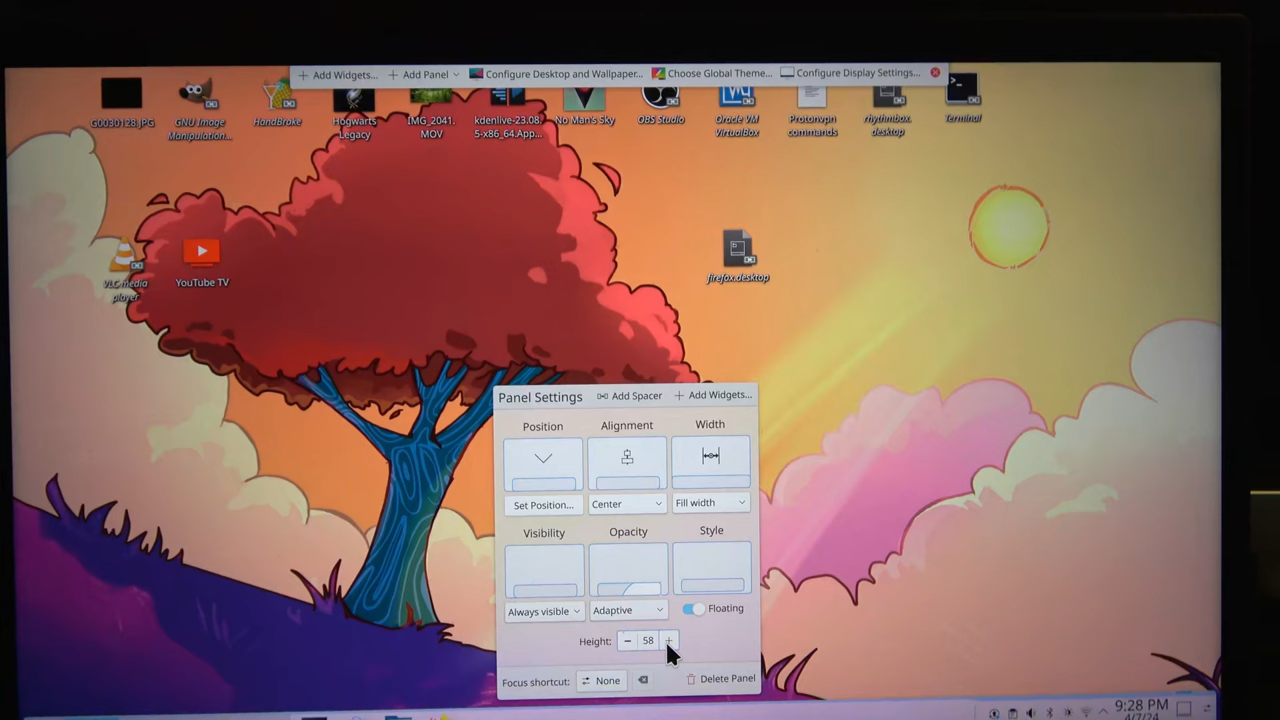 Add Widgets...
Add Panel
Configure Desktop and Wallpaper...
Choose Global Theme...
Configure Display Settings...
G0030128.JPG
GNU Image
Manipulation...
HandBrake
Hogwarts
Legacy
IMG_2041.
MOV
kdenlive-23.08.
5-x86_64.App...
No Man's Sky
OBS Studio
Oracle VM
VirtualBox
Protonvpn
commands
rhythmbox.
desktop
Terminal
VLC media
player
YouTube TV
firefox.desktop
Panel Settings
Add Spacer
Add Widgets...
Position
Alignment
Width
Set Position...
Center
Fill width
Visibility
Opacity
Style
Always visible
Adaptive
Floating
Height:
58
Focus shortcut:
None
Delete Panel
9:28 PM
4/7/24